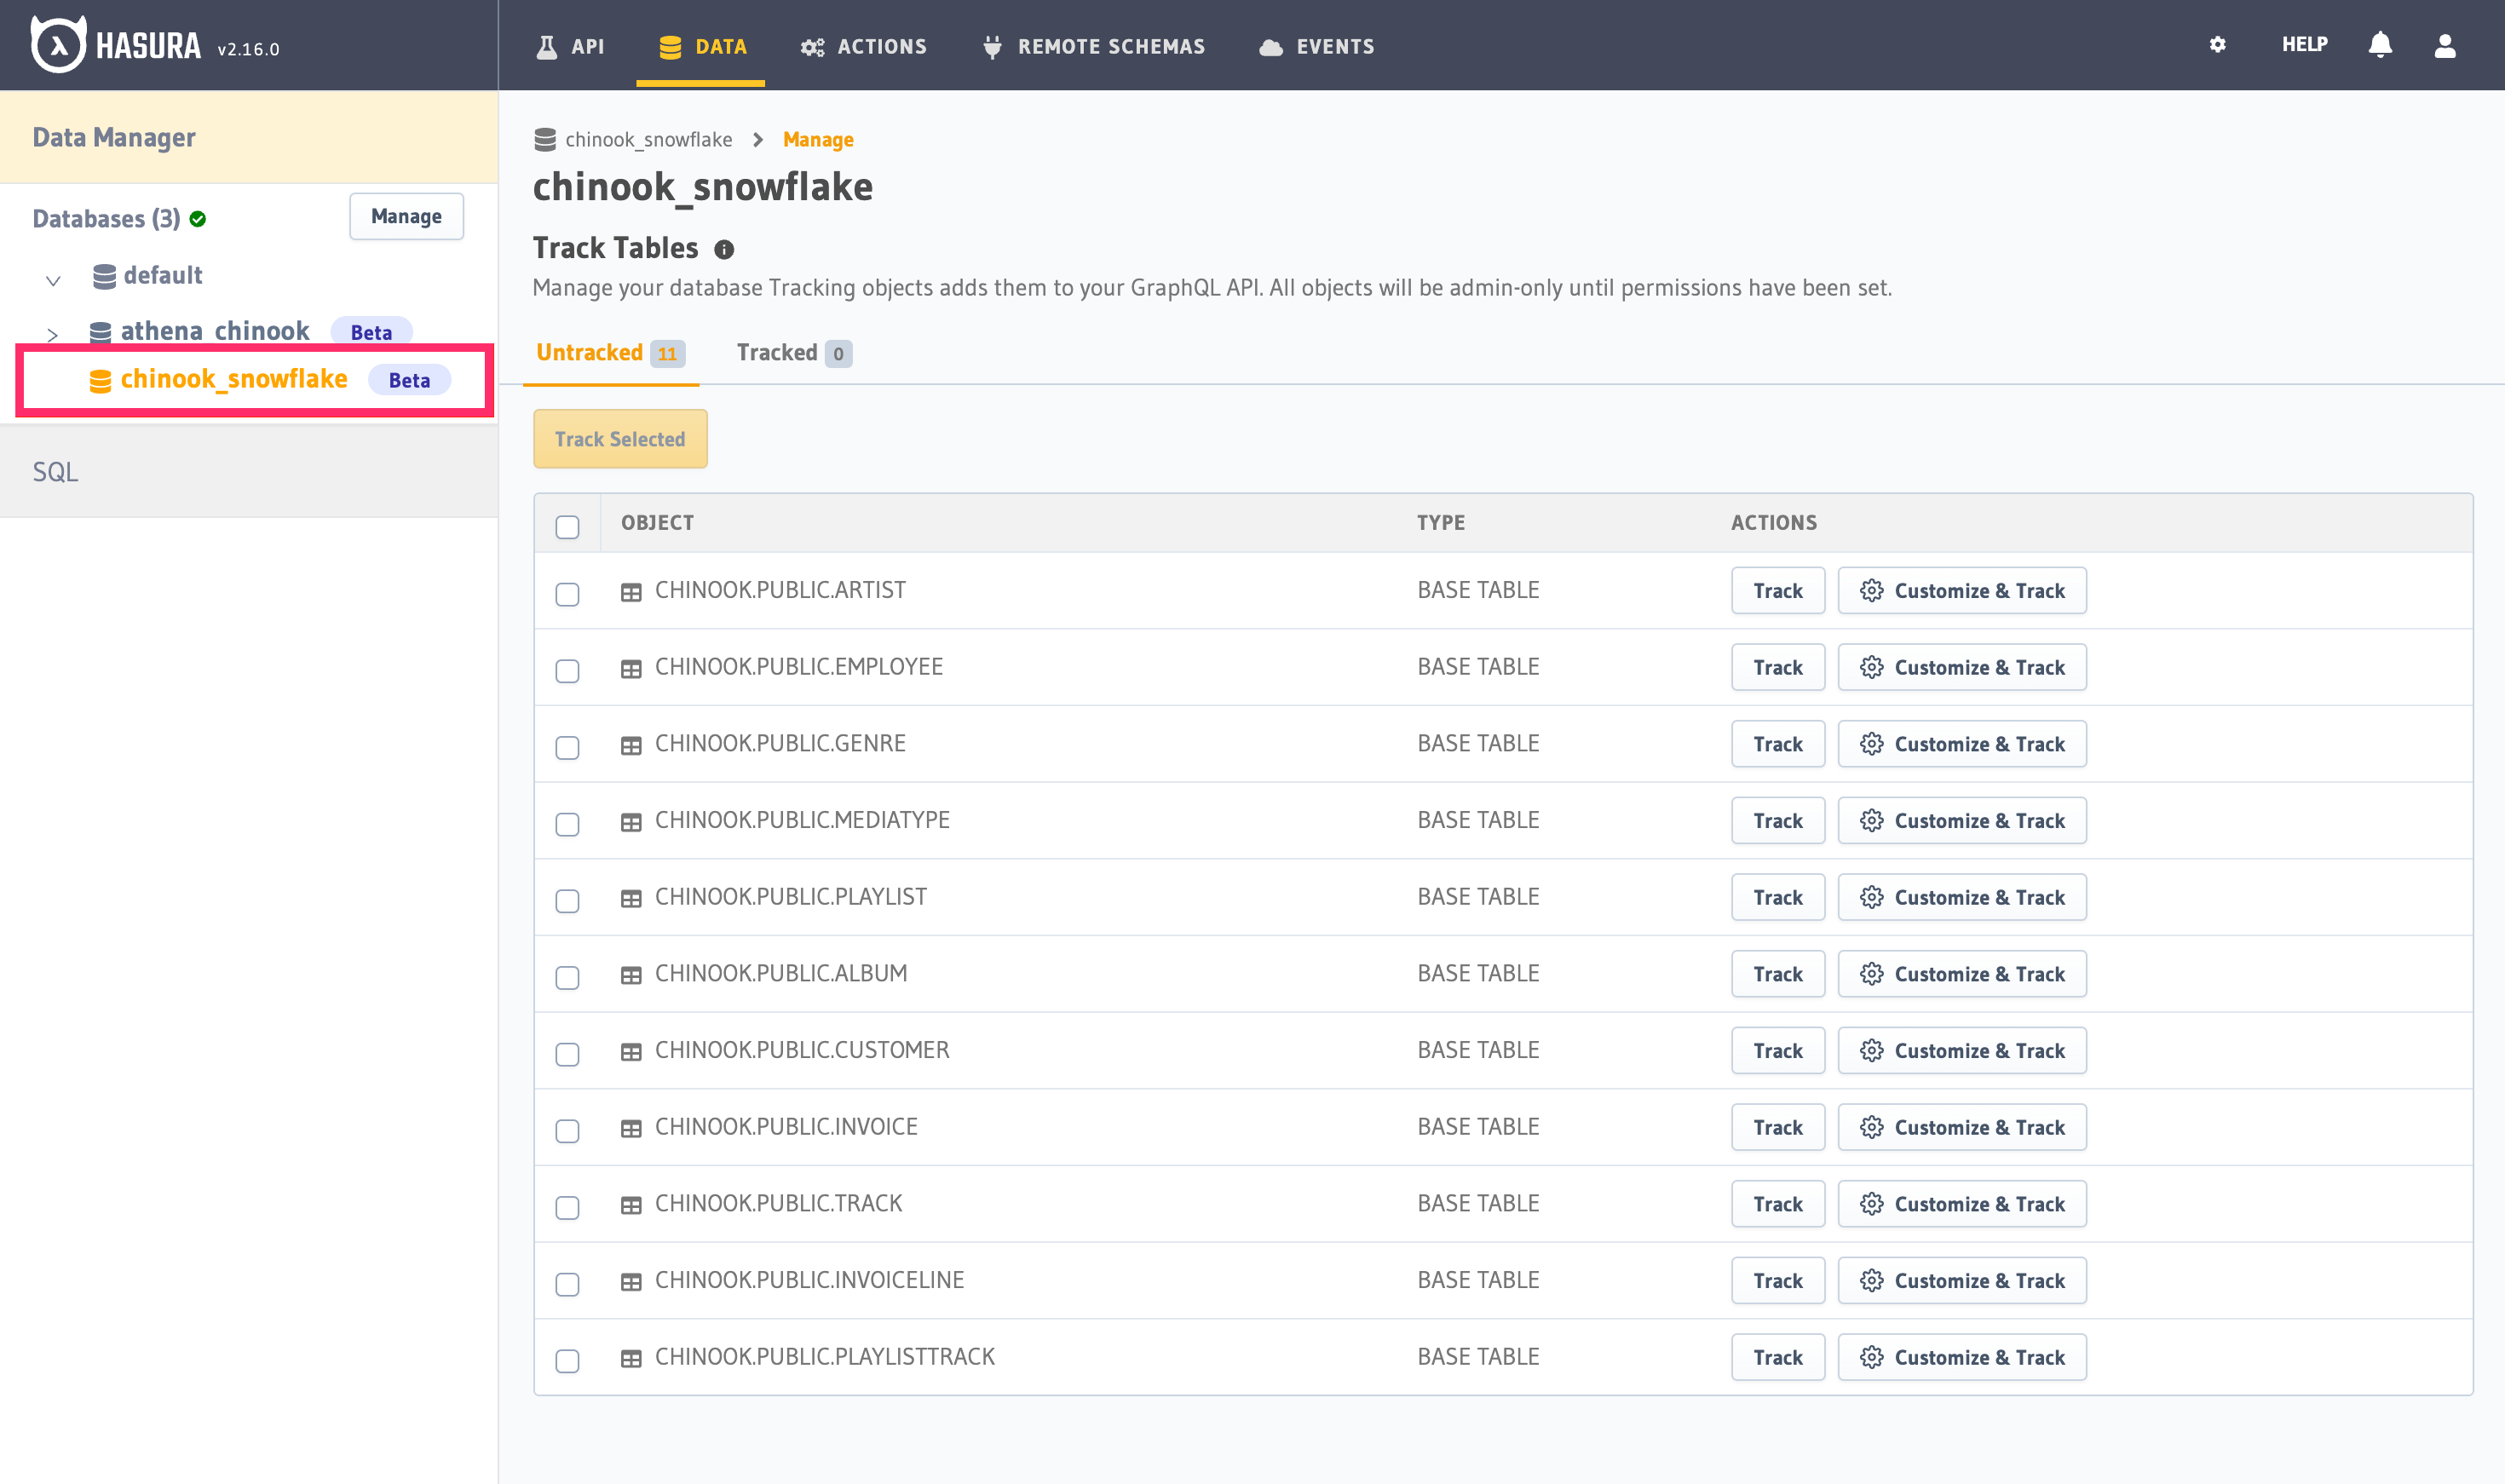 HASURA v2.16.0
API
DATA
ACTIONS
REMOTE SCHEMAS
EVENTS
HELP
Data Manager
Databases (3)
Manage
default
athena_chinook Beta
chinook_snowflake Beta
SQL
chinook_snowflake > Manage
chinook_snowflake
Track Tables
Manage your database Tracking objects adds them to your GraphQL API. All objects will be admin-only until permissions have been set.
Untracked 11 Tracked 0
Track Selected
OBJECT TYPE ACTIONS
CHINOOK.PUBLIC.ARTIST BASE TABLE Track Customize & Track
CHINOOK.PUBLIC.EMPLOYEE BASE TABLE Track Customize & Track
CHINOOK.PUBLIC.GENRE BASE TABLE Track Customize & Track
CHINOOK.PUBLIC.MEDIATYPE BASE TABLE Track Customize & Track
CHINOOK.PUBLIC.PLAYLIST BASE TABLE Track Customize & Track
CHINOOK.PUBLIC.ALBUM BASE TABLE Track Customize & Track
CHINOOK.PUBLIC.CUSTOMER BASE TABLE Track Customize & Track
CHINOOK.PUBLIC.INVOICE BASE TABLE Track Customize & Track
CHINOOK.PUBLIC.TRACK BASE TABLE Track Customize & Track
CHINOOK.PUBLIC.INVOICELINE BASE TABLE Track Customize & Track
CHINOOK.PUBLIC.PLAYLISTTRACK BASE TABLE Track Customize & Track